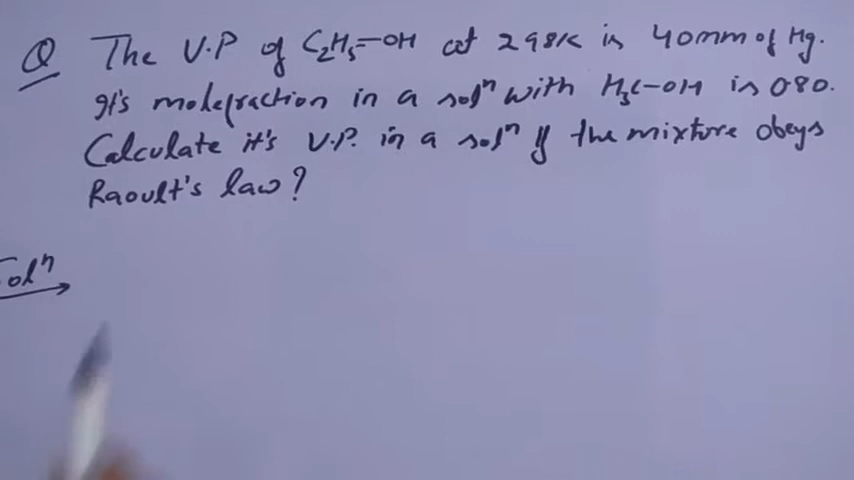 Q The V.P of C₂H₅-OH at 298K is 40mm of Hg.
It's molefraction in a solⁿ with H₃C-OH is 0.80.
Calculate it's V.P. in a solⁿ if the mixture obeys
Raoult's law?
Solⁿ